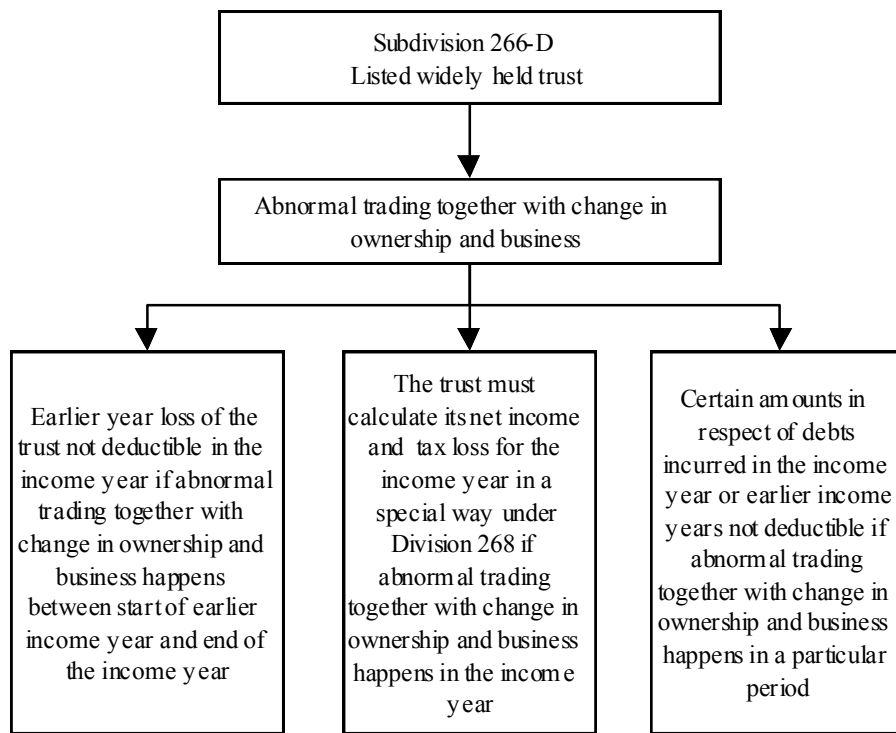 Subdivision 266-D
Listed widely held trust
Abnormal trading together with change in
ownership and business
Earlier year loss of the
trust not deductible in the
income year if abnormal
trading together with
change in ownership and
business happens
between start of earlier
income year and end of
the income year
The trust must
calculate its net income
and tax loss for the
income year in a
special way under
Division 268 if
abnormal trading
together with change in
ownership and business
happens in the income
year
Certain amounts in
respect of debts
incurred in the income
year or earlier income
years not deductible if
abnormal trading
together with change in
ownership and business
happens in a particular
period